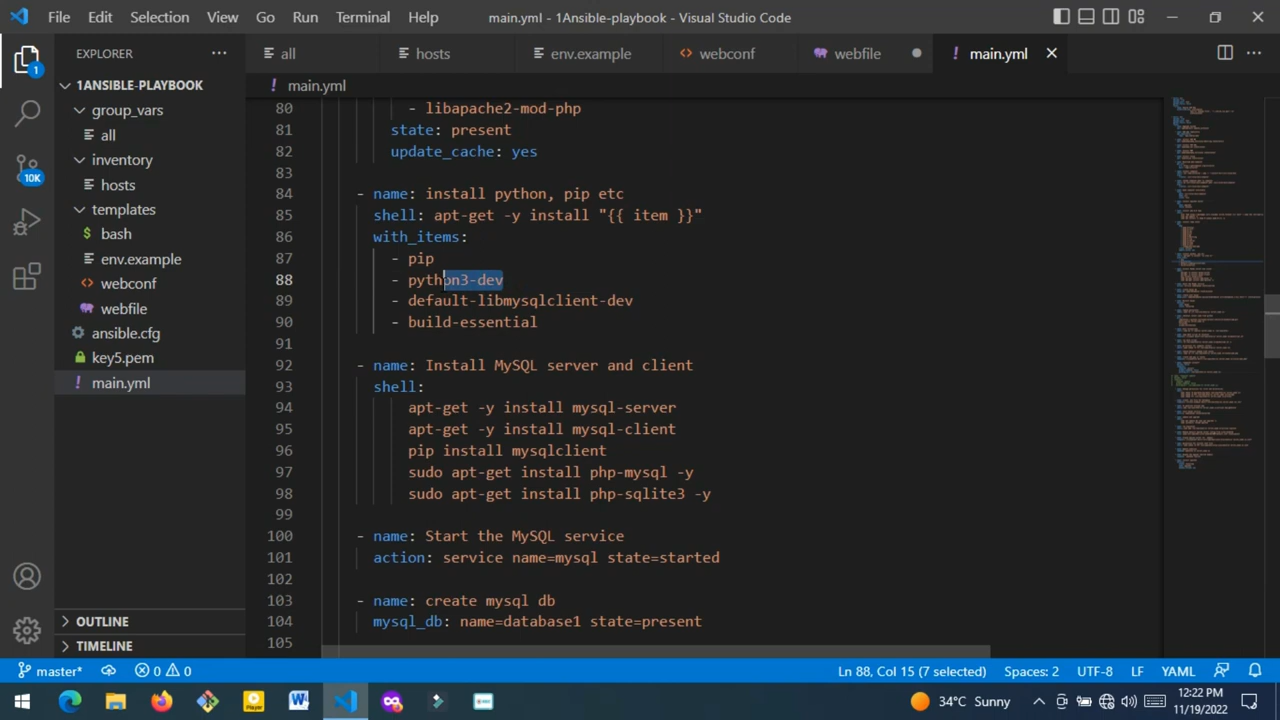 File Edit Selection View Go Run Terminal Help main.yml - 1Ansible-playbook - Visual Studio Code
EXPLORER
all hosts env.example webconf webfile main.yml
1ANSIBLE-PLAYBOOK
group_vars
all
inventory
hosts
templates
bash
env.example
webconf
webfile
ansible.cfg
key5.pem
main.yml
OUTLINE
TIMELINE
1
10K
main.yml
80 - libapache2-mod-php
81 state: present
82 update_cache: yes
83
84 - name: install python, pip etc
85 shell: apt-get -y install "{{ item }}"
86 with_items:
87 - pip
88 - python3-dev
89 - default-libmysqlclient-dev
90 - build-essential
91
92 - name: Install MySQL server and client
93 shell:
94 apt-get -y install mysql-server
95 apt-get -y install mysql-client
96 pip install mysqlclient
97 sudo apt-get install php-mysql -y
98 sudo apt-get install php-sqlite3 -y
99
100 - name: Start the MySQL service
101 action: service name=mysql state=started
102
103 - name: create mysql db
104 mysql_db: name=database1 state=present
105
master* 0 0 Ln 88, Col 15 (7 selected) Spaces: 2 UTF-8 LF YAML
34°C Sunny 12:22 PM
11/19/2022